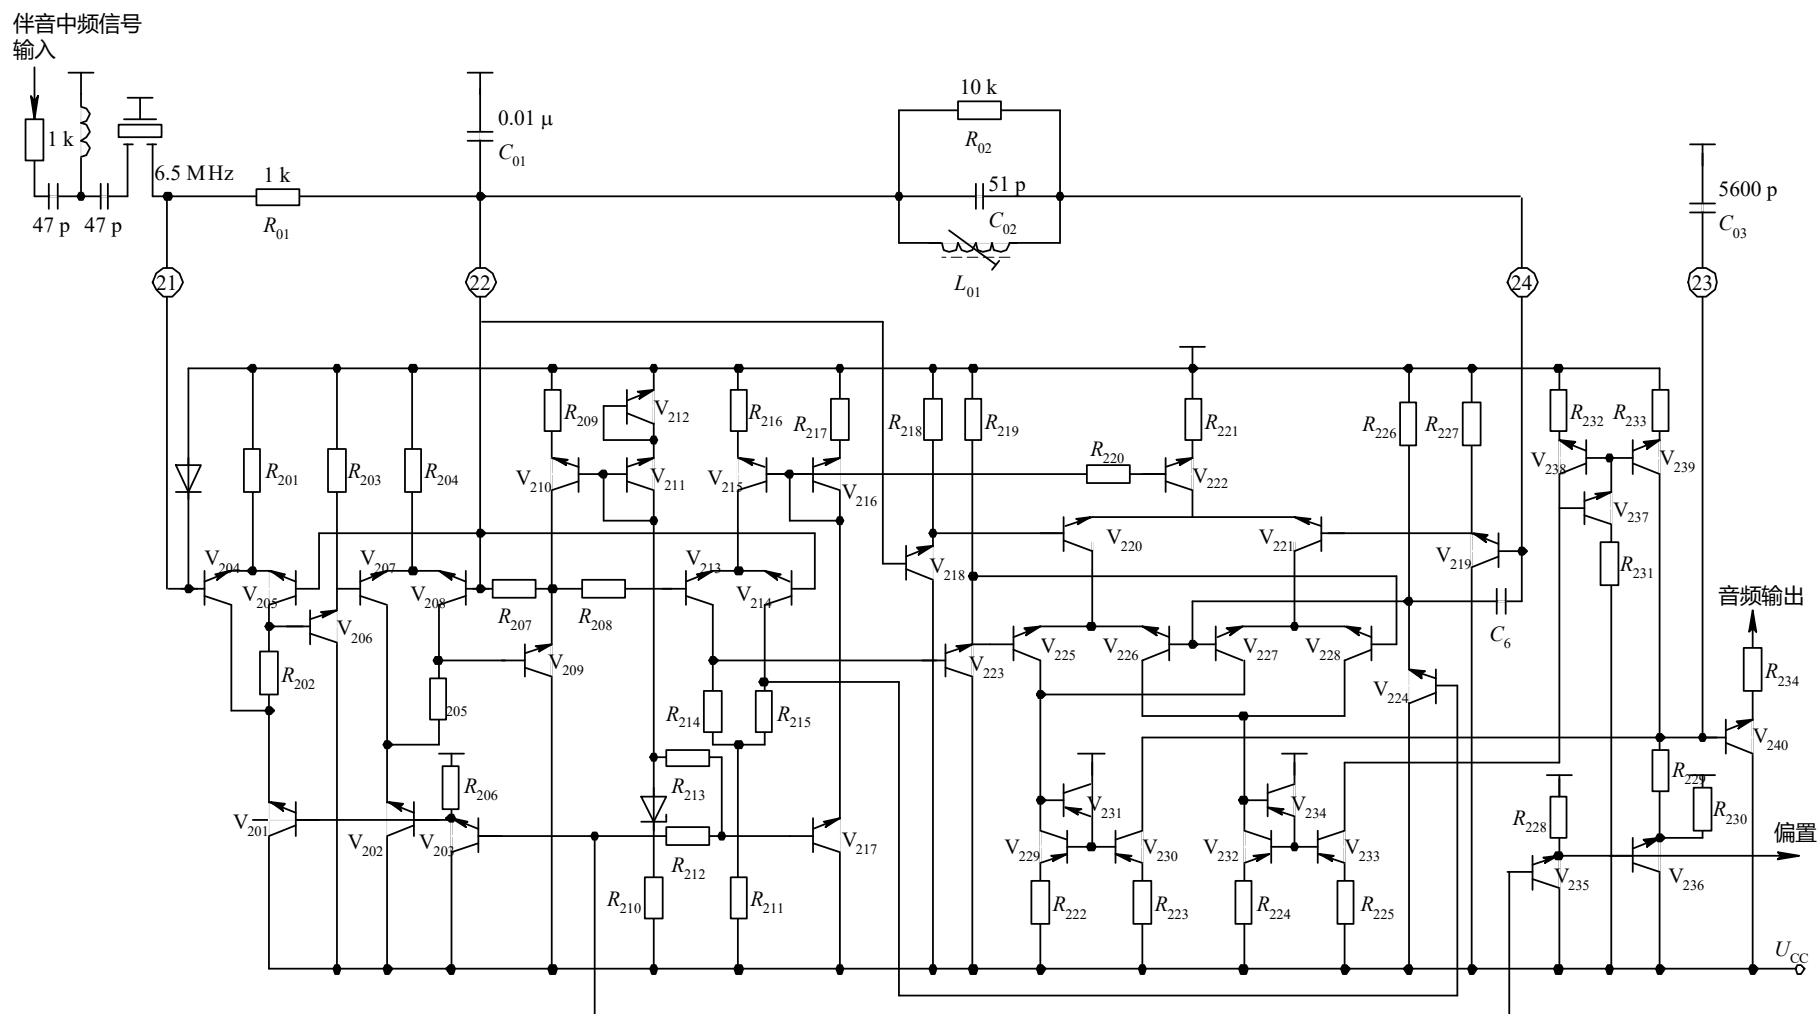 伴音中频信号
输入
1 k
47 p
47 p
6.5 MHz
1 k
R01
0.01 μ
C01
10 k
R02
51 p
C02
L01
5600 p
C03
21
22
24
23
R201
R203
R204
R209
V212
R216
R217
R218
R219
R220
R221
R226
R227
R232
R233
V210
V211
V215
V216
V222
V238
V239
V237
R231
V204
V205
V206
V207
V208
R207
R208
V213
V214
V218
V220
V221
V219
C6
V209
V223
V225
V226
V227
V228
V224
R202
205
R214
R215
R206
R213
R212
V201
V202
V203
V217
R210
R211
V231
V234
V229
V230
V232
V233
R222
R223
R224
R225
音频输出
R234
V240
R229
R230
R228
偏置
V235
V236
UCC